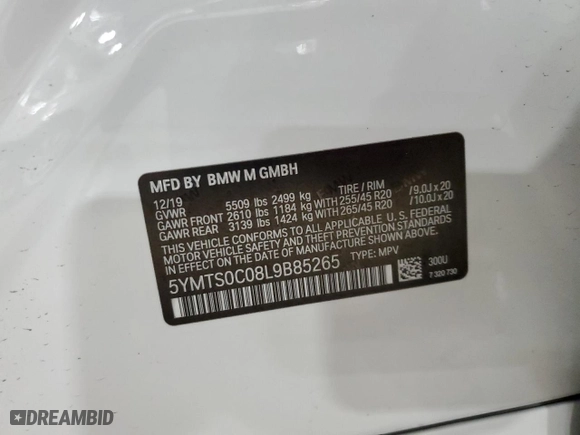 MFD BY BMW M GMBH
12/19
GVWR 5509 lbs 2499 kg TIRE / RIM
GAWR FRONT 2610 lbs 1184 kg WITH 255/45 R20 /9.0J x 20
GAWR REAR 3139 lbs 1424 kg WITH 265/45 R20 /10.0J x 20
THIS VEHICLE CONFORMS TO ALL APPLICABLE U.S. FEDERAL
MOTOR VEHICLE SAFETY STANDARDS IN EFFECT ON THE DATE OF
MANUFACTURE SHOWN ABOVE.
5YMTS0C08L9B85265 TYPE: MPV
300U
7 320 730
DREAMBID